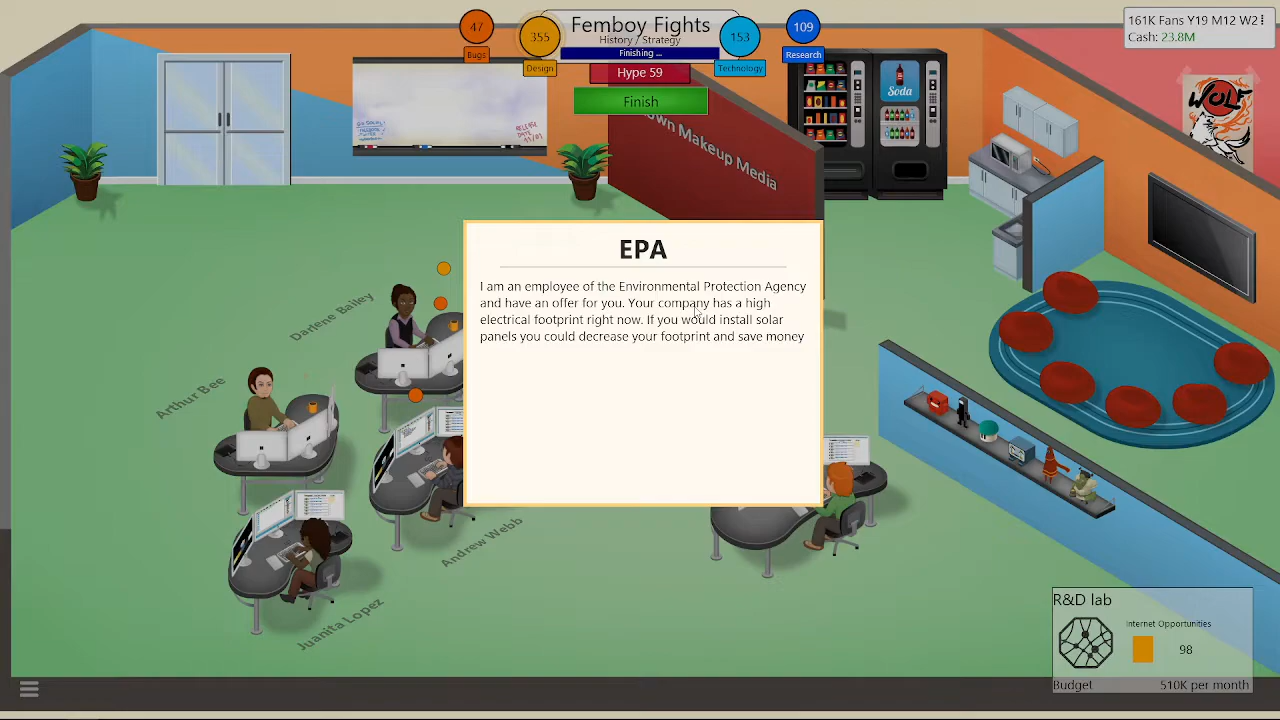 47
Bugs
355
Design
Femboy Fights
History / Strategy
Finishing ...
Hype 59
Finish
153
Technology
109
Research
161K Fans Y19 M12 W2
Cash: 23.8M
Soda
WOLF
own Makeup Media
EPA
I am an employee of the Environmental Protection Agency
and have an offer for you. Your company has a high
electrical footprint right now. If you would install solar
panels you could decrease your footprint and save money
Darlene Bailey
Arthur Bee
Andrew Webb
Juanita Lopez
R&D lab
Internet Opportunities
98
Budget
510K per month